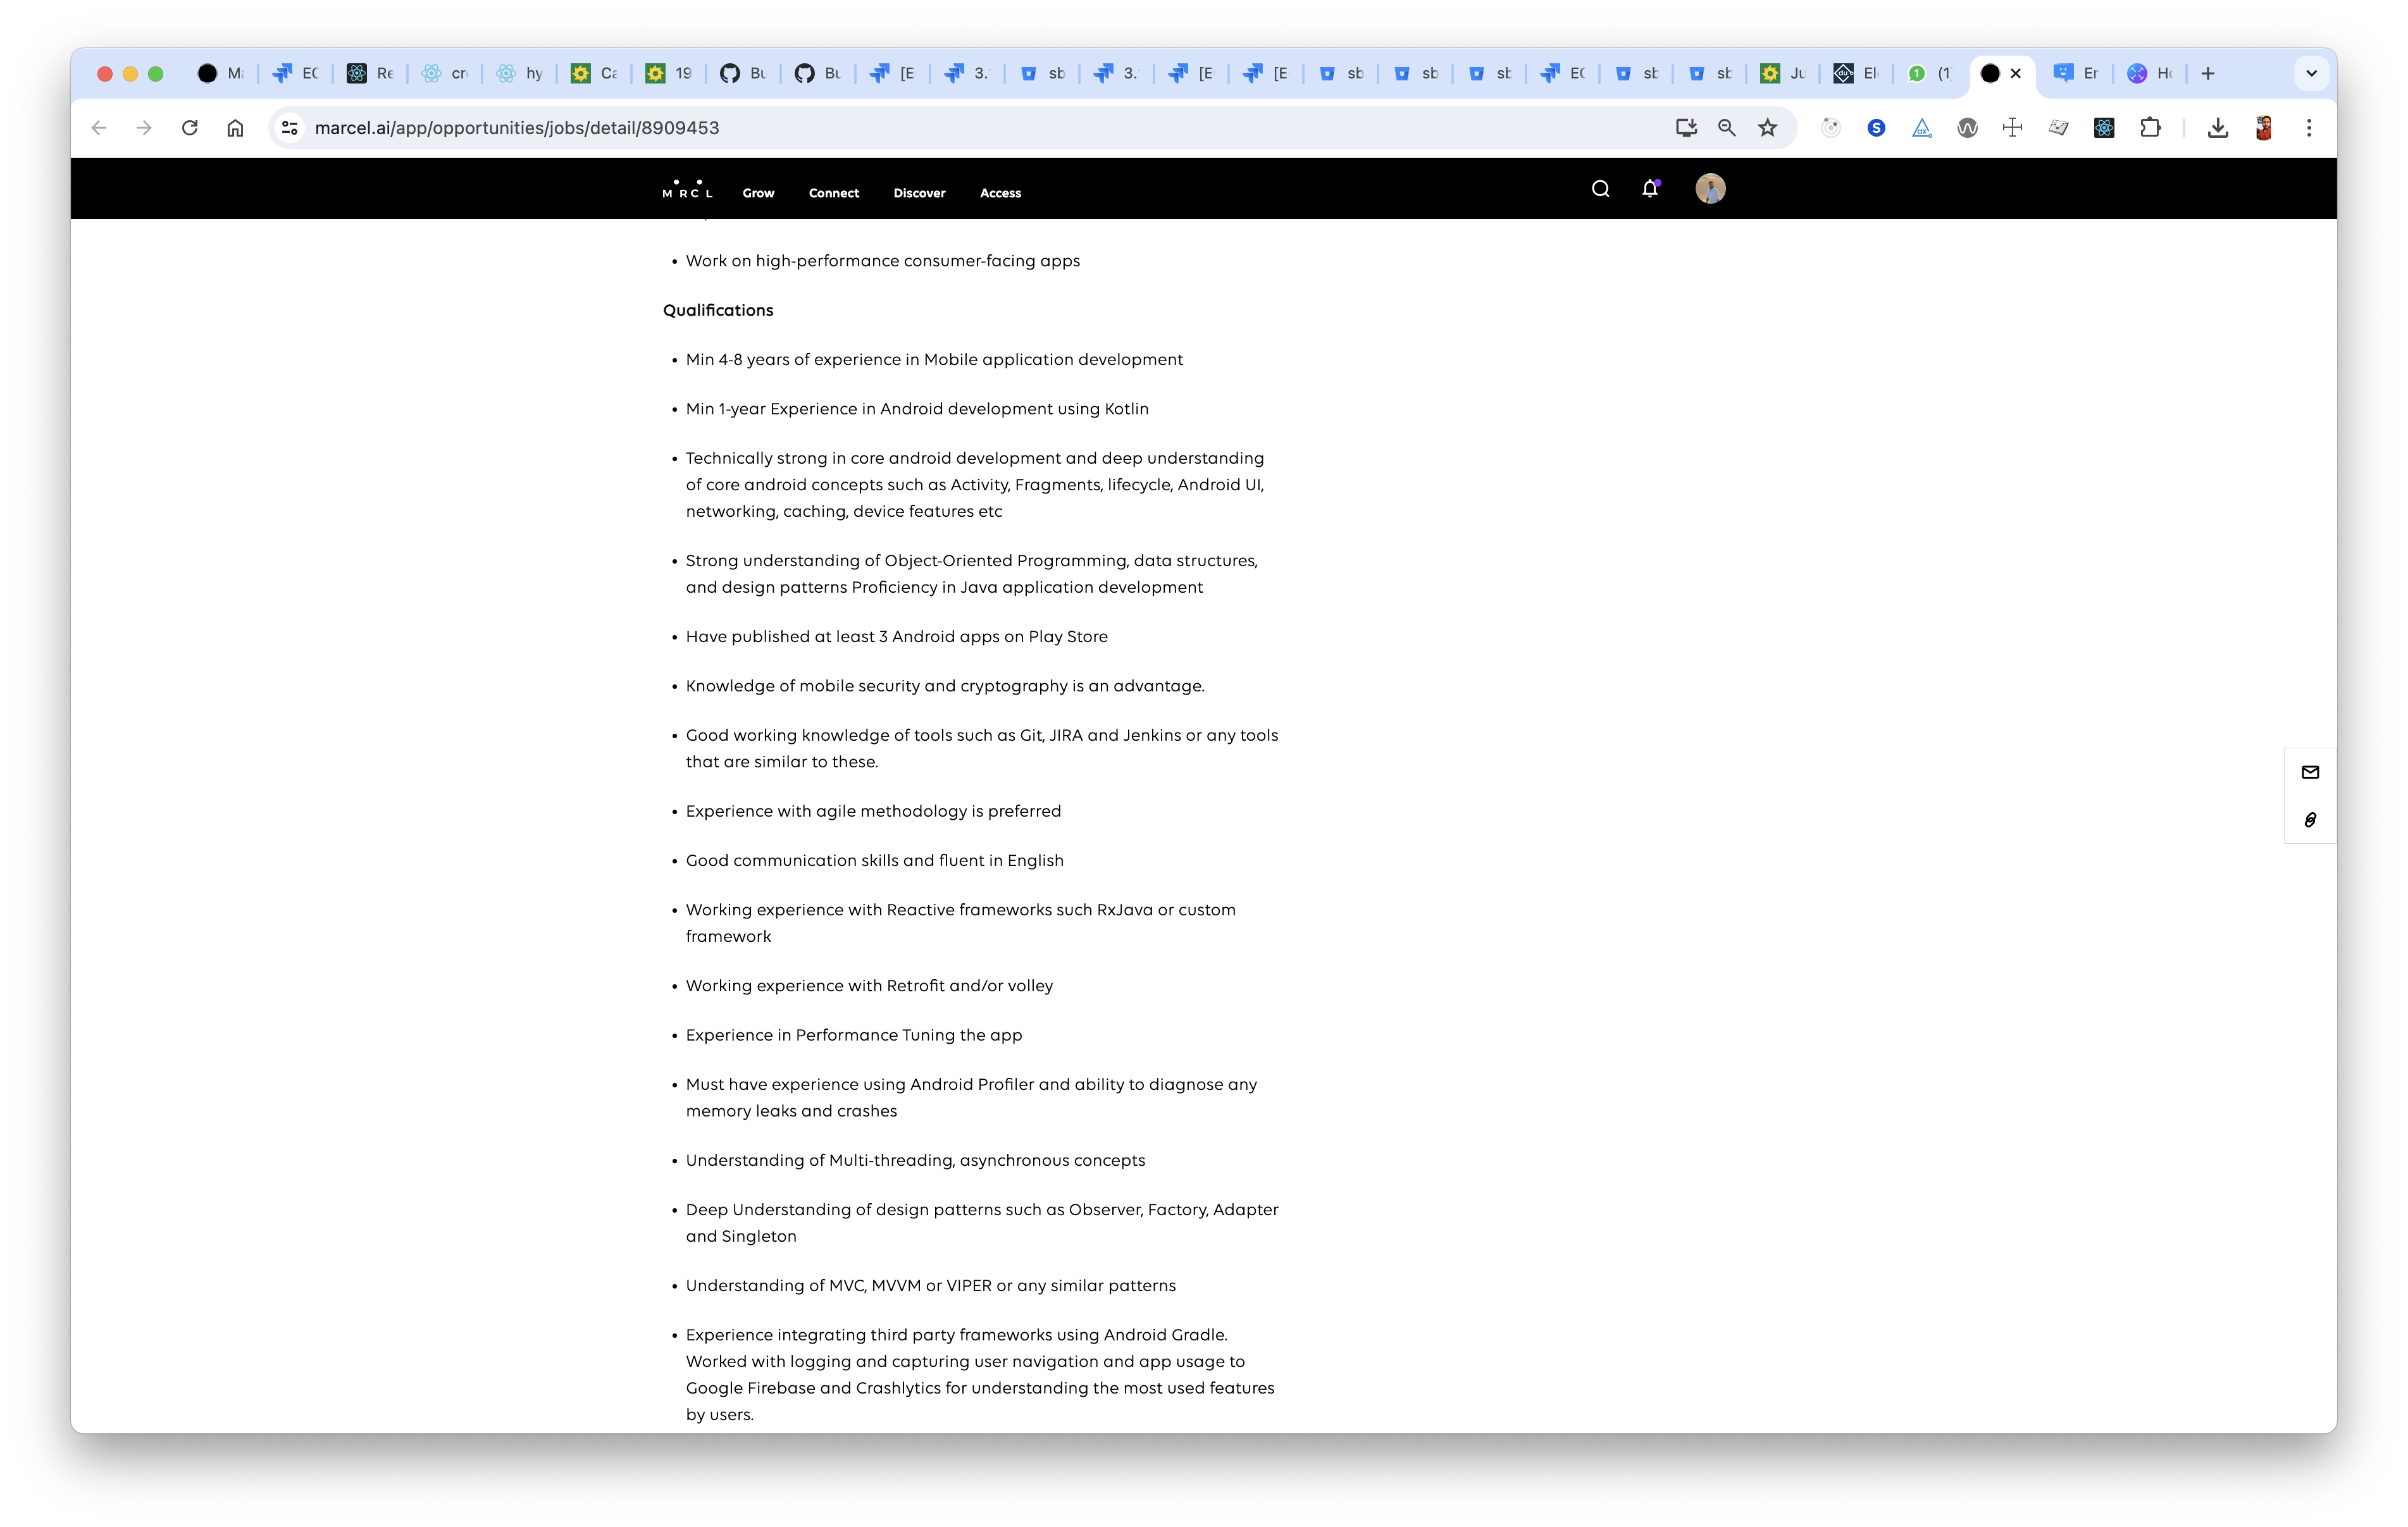 Ma
EC
Re
cr
hy
Ca
19
Bu
Bu
[E
3.
sb
3.
[E
[E
sb
sb
sb
EC
sb
sb
Ju
El
(1
Er
Ho
marcel.ai/app/opportunities/jobs/detail/8909453
M RC L Grow Connect Discover Access
• Work on high-performance consumer-facing apps
Qualifications
• Min 4-8 years of experience in Mobile application development
• Min 1-year Experience in Android development using Kotlin
• Technically strong in core android development and deep understanding
of core android concepts such as Activity, Fragments, lifecycle, Android UI,
networking, caching, device features etc
• Strong understanding of Object-Oriented Programming, data structures,
and design patterns Proficiency in Java application development
• Have published at least 3 Android apps on Play Store
• Knowledge of mobile security and cryptography is an advantage.
• Good working knowledge of tools such as Git, JIRA and Jenkins or any tools
that are similar to these.
• Experience with agile methodology is preferred
• Good communication skills and fluent in English
• Working experience with Reactive frameworks such RxJava or custom
framework
• Working experience with Retrofit and/or volley
• Experience in Performance Tuning the app
• Must have experience using Android Profiler and ability to diagnose any
memory leaks and crashes
• Understanding of Multi-threading, asynchronous concepts
• Deep Understanding of design patterns such as Observer, Factory, Adapter
and Singleton
• Understanding of MVC, MVVM or VIPER or any similar patterns
• Experience integrating third party frameworks using Android Gradle.
Worked with logging and capturing user navigation and app usage to
Google Firebase and Crashlytics for understanding the most used features
by users.